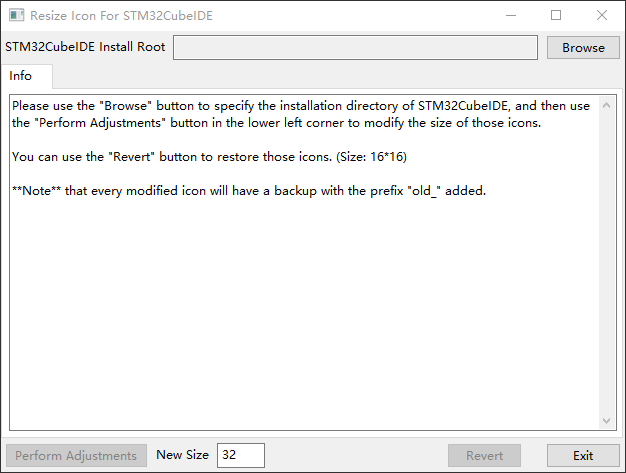 Resize Icon For STM32CubeIDE
STM32CubeIDE Install Root
Browse
Info
Please use the "Browse" button to specify the installation directory of STM32CubeIDE, and then use
the "Perform Adjustments" button in the lower left corner to modify the size of those icons.
You can use the "Revert" button to restore those icons. (Size: 16*16)
**Note** that every modified icon will have a backup with the prefix "old_" added.
Perform Adjustments
New Size
32
Revert
Exit